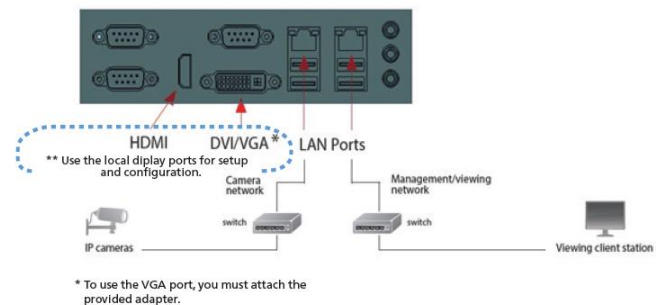 HDMI DVI/VGA* LAN Ports
** Use the local diplay ports for setup
and configuration.
Camera
network
Management/viewing
network
switch
switch
IP cameras
Viewing client station
* To use the VGA port, you must attach the
provided adapter.